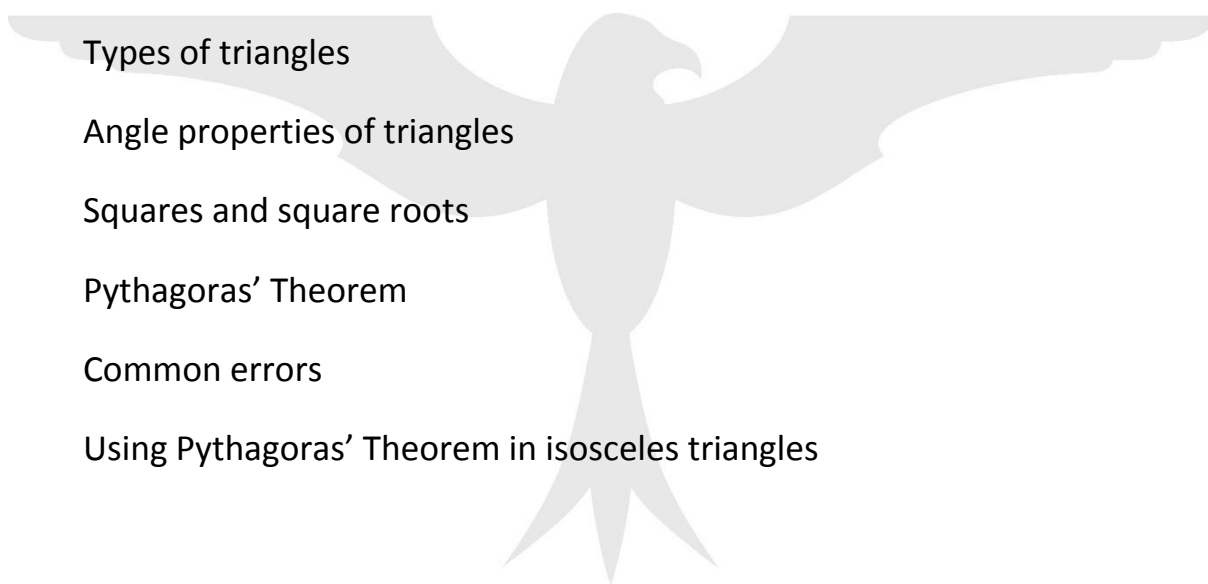 Types of triangles
Angle properties of triangles
Squares and square roots
Pythagoras’ Theorem
Common errors
Using Pythagoras’ Theorem in isosceles triangles